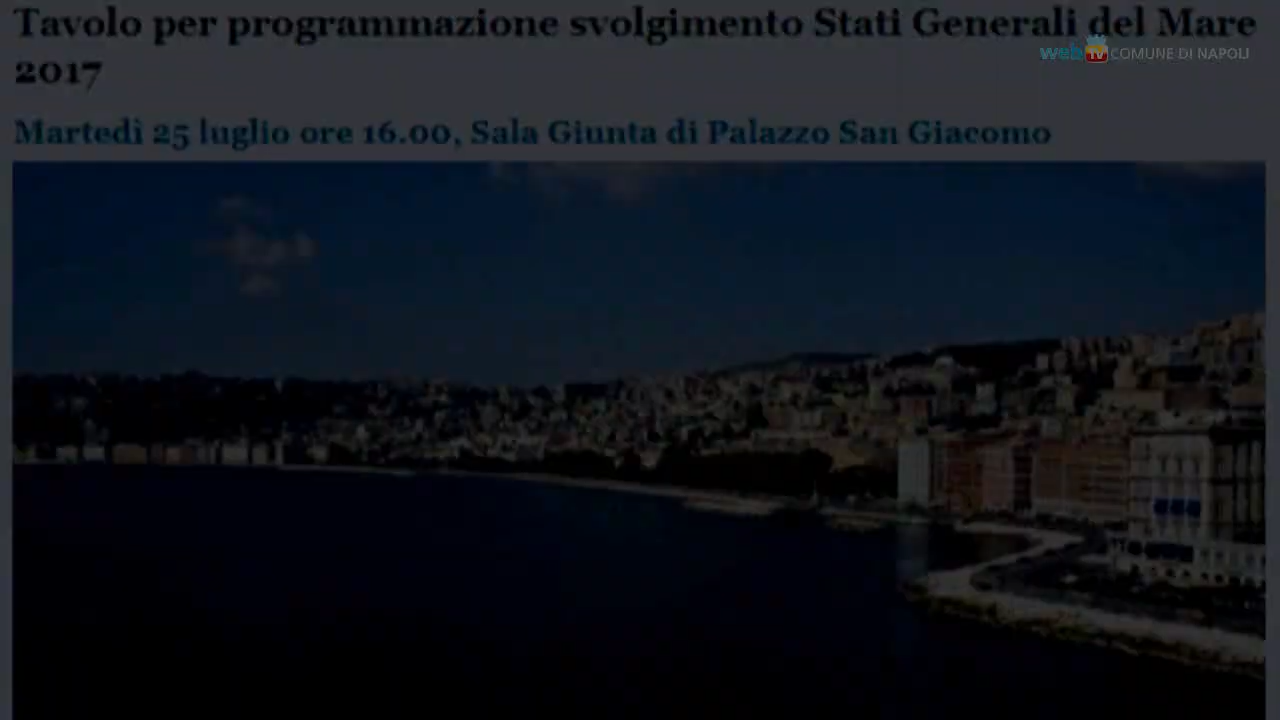 Tavolo per programmazione svolgimento Stati Generali del Mare
2017
web TV COMUNE DI NAPOLI
Martedì 25 luglio ore 16.00, Sala Giunta di Palazzo San Giacomo